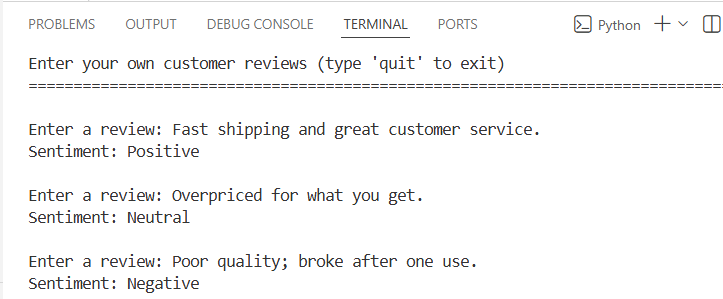 PROBLEMS OUTPUT DEBUG CONSOLE TERMINAL PORTS
Python
Enter your own customer reviews (type 'quit' to exit)
================================================================================
Enter a review: Fast shipping and great customer service.
Sentiment: Positive
Enter a review: Overpriced for what you get.
Sentiment: Neutral
Enter a review: Poor quality; broke after one use.
Sentiment: Negative